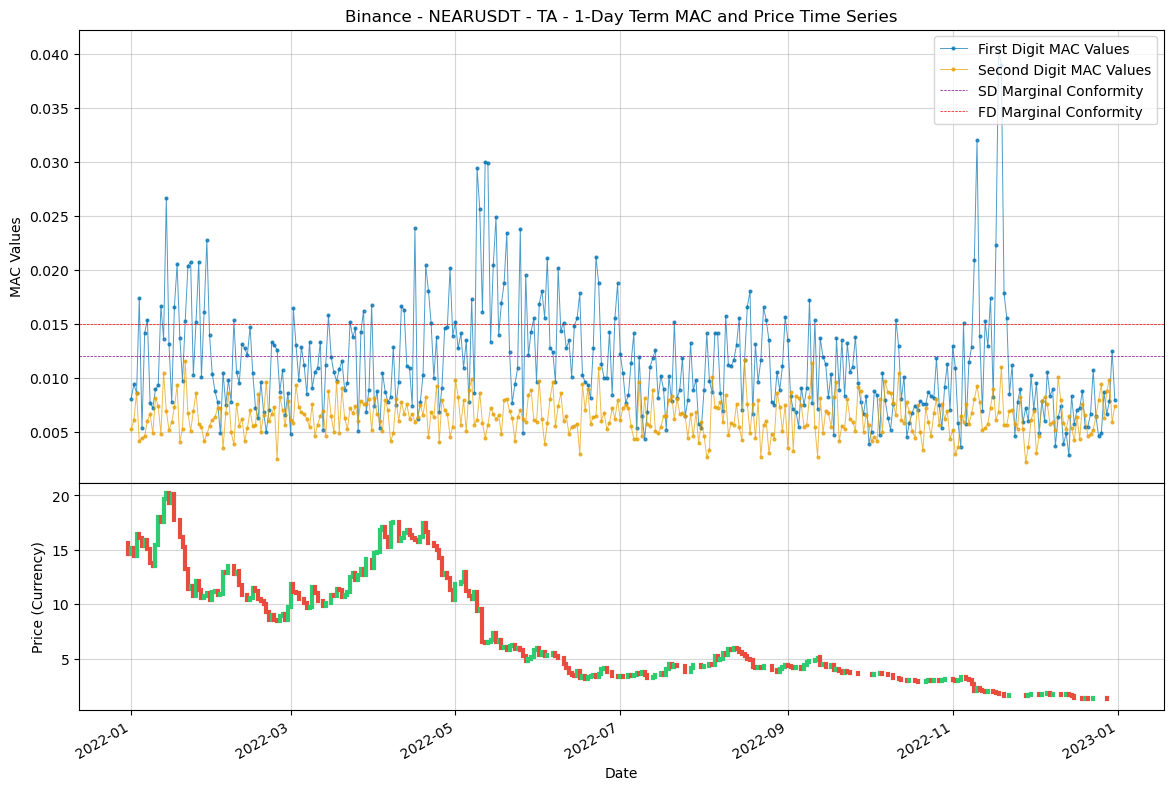 Binance - NEARUSDT - TA - 1-Day Term MAC and Price Time Series
First Digit MAC Values
Second Digit MAC Values
SD Marginal Conformity
FD Marginal Conformity
MAC Values
0.040
0.035
0.030
0.025
0.020
0.015
0.010
0.005
Price (Currency)
20
15
10
5
2022-01
2022-03
2022-05
2022-07
2022-09
2022-11
2023-01
Date